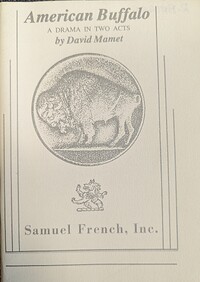 American Buffalo
A DRAMA IN TWO ACTS
by David Mamet
Samuel French, Inc.